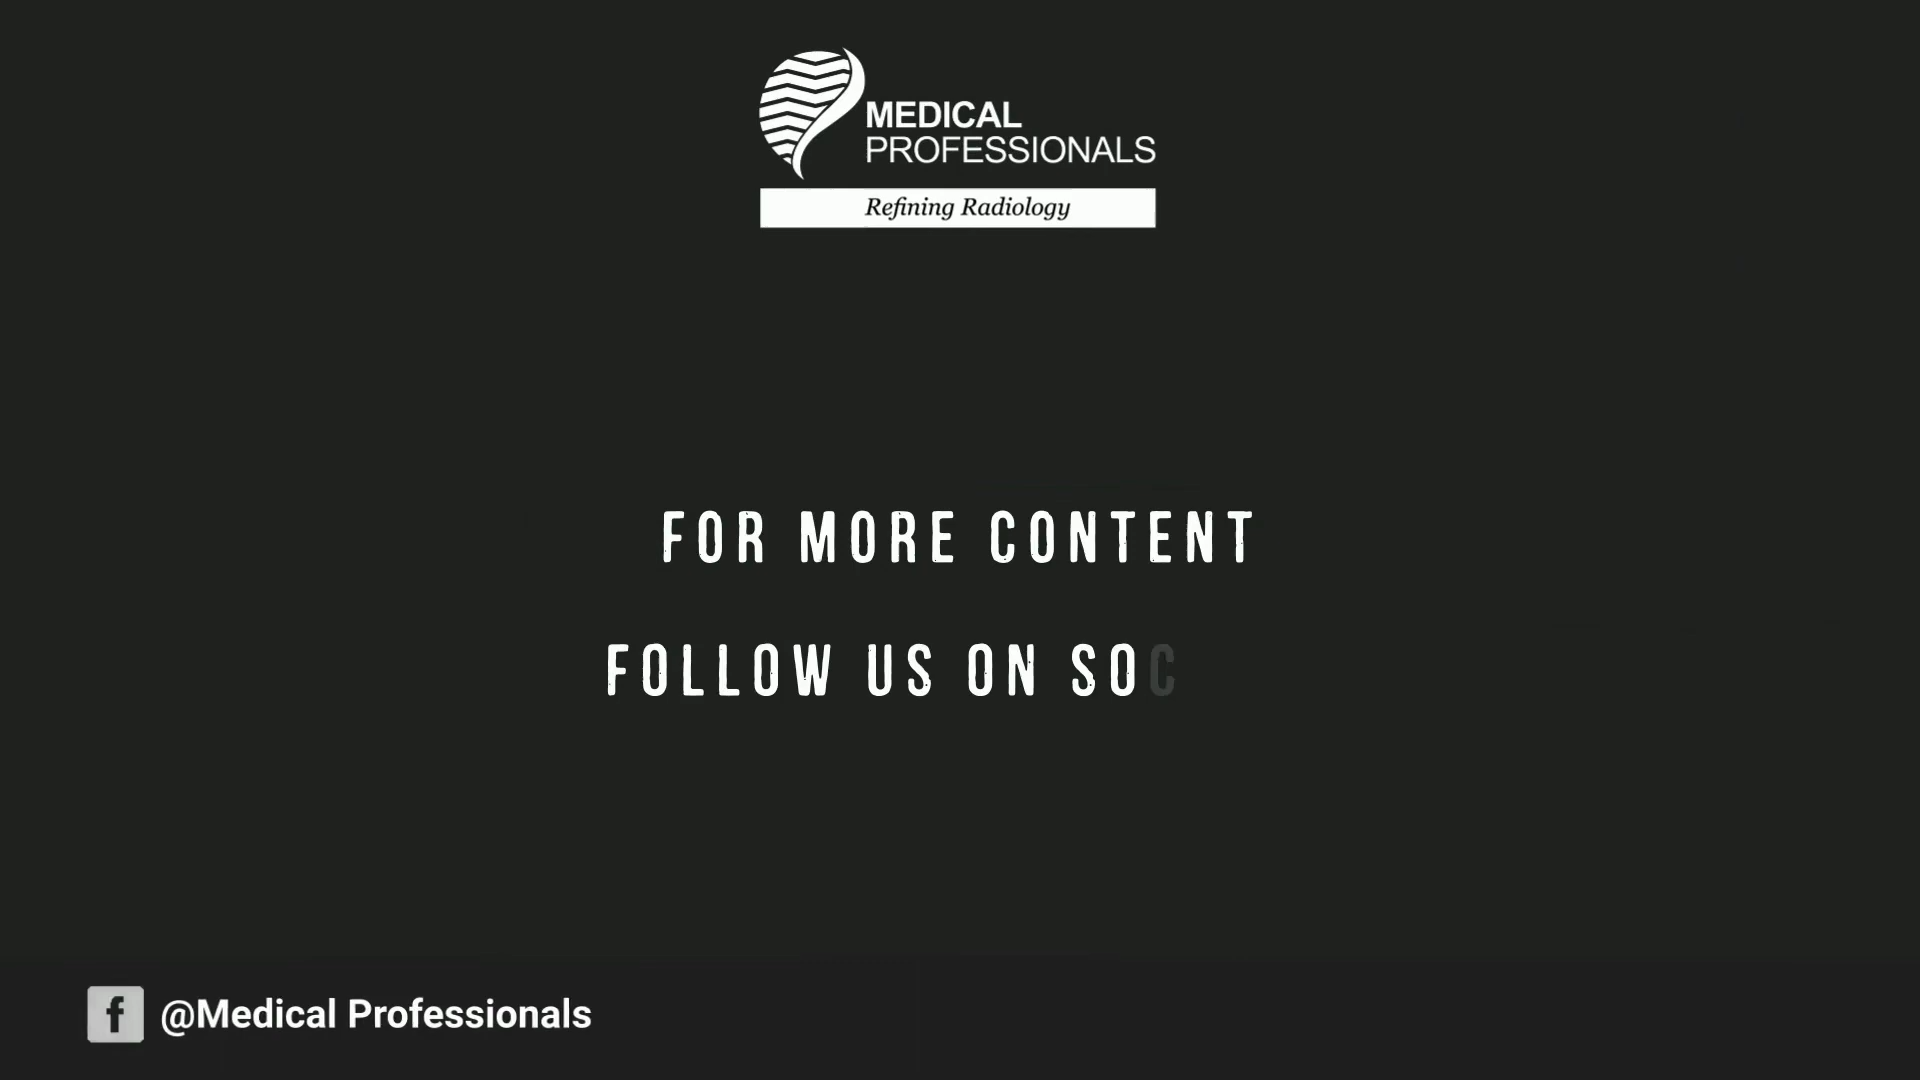 MEDICAL
PROFESSIONALS
Refining Radiology
FOR MORE CONTENT
FOLLOW US ON SOC
f @Medical Professionals